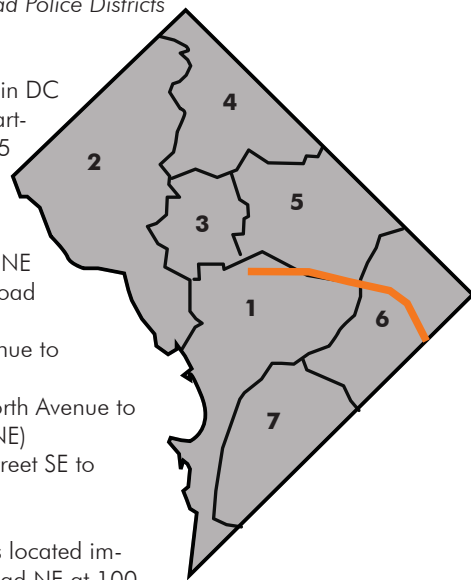 ad Police Districts
in DC
art-
5
NE
oad
nue to
orth Avenue to
NE)
reet SE to
s located im-
ad NE at 100
4
2
5
3
1
6
7